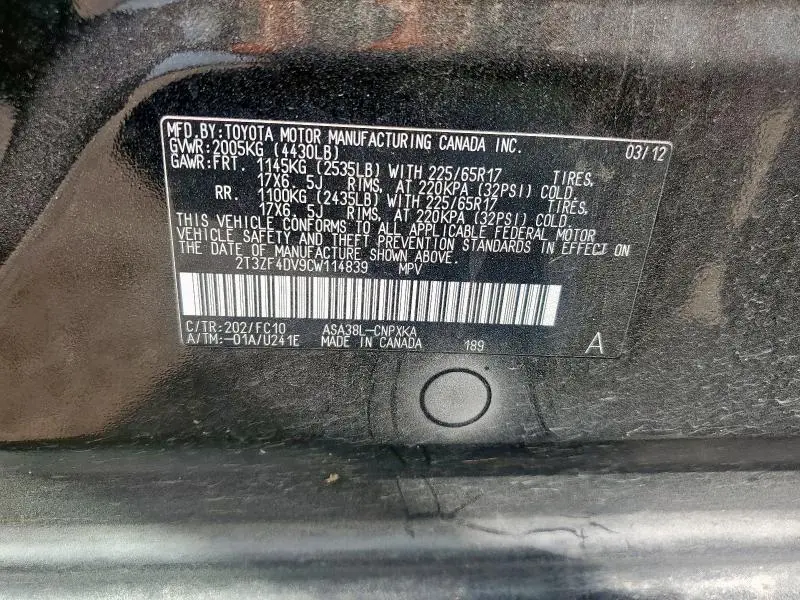 MFD.BY:TOYOTA MOTOR MANUFACTURING CANADA INC.
GVWR:2005KG (4430LB) 03/12
GAWR:FRT. 1145KG (2535LB) WITH 225/65R17 TIRES,
17X6.5J RIMS, AT 220KPA (32PSI) COLD
RR. 1100KG (2435LB) WITH 225/65R17 TIRES,
17X6.5J RIMS, AT 220KPA (32PSI) COLD
THIS VEHICLE CONFORMS TO ALL APPLICABLE FEDERAL MOTOR
VEHICLE SAFETY AND THEFT PREVENTION STANDARDS IN EFFECT ON
THE DATE OF MANUFACTURE SHOWN ABOVE.
2T3ZF4DV9CW114839 MPV
C/TR:202/FC10 ASA38L-CNPXKA
A/TM:-01A/U241E MADE IN CANADA 189 A